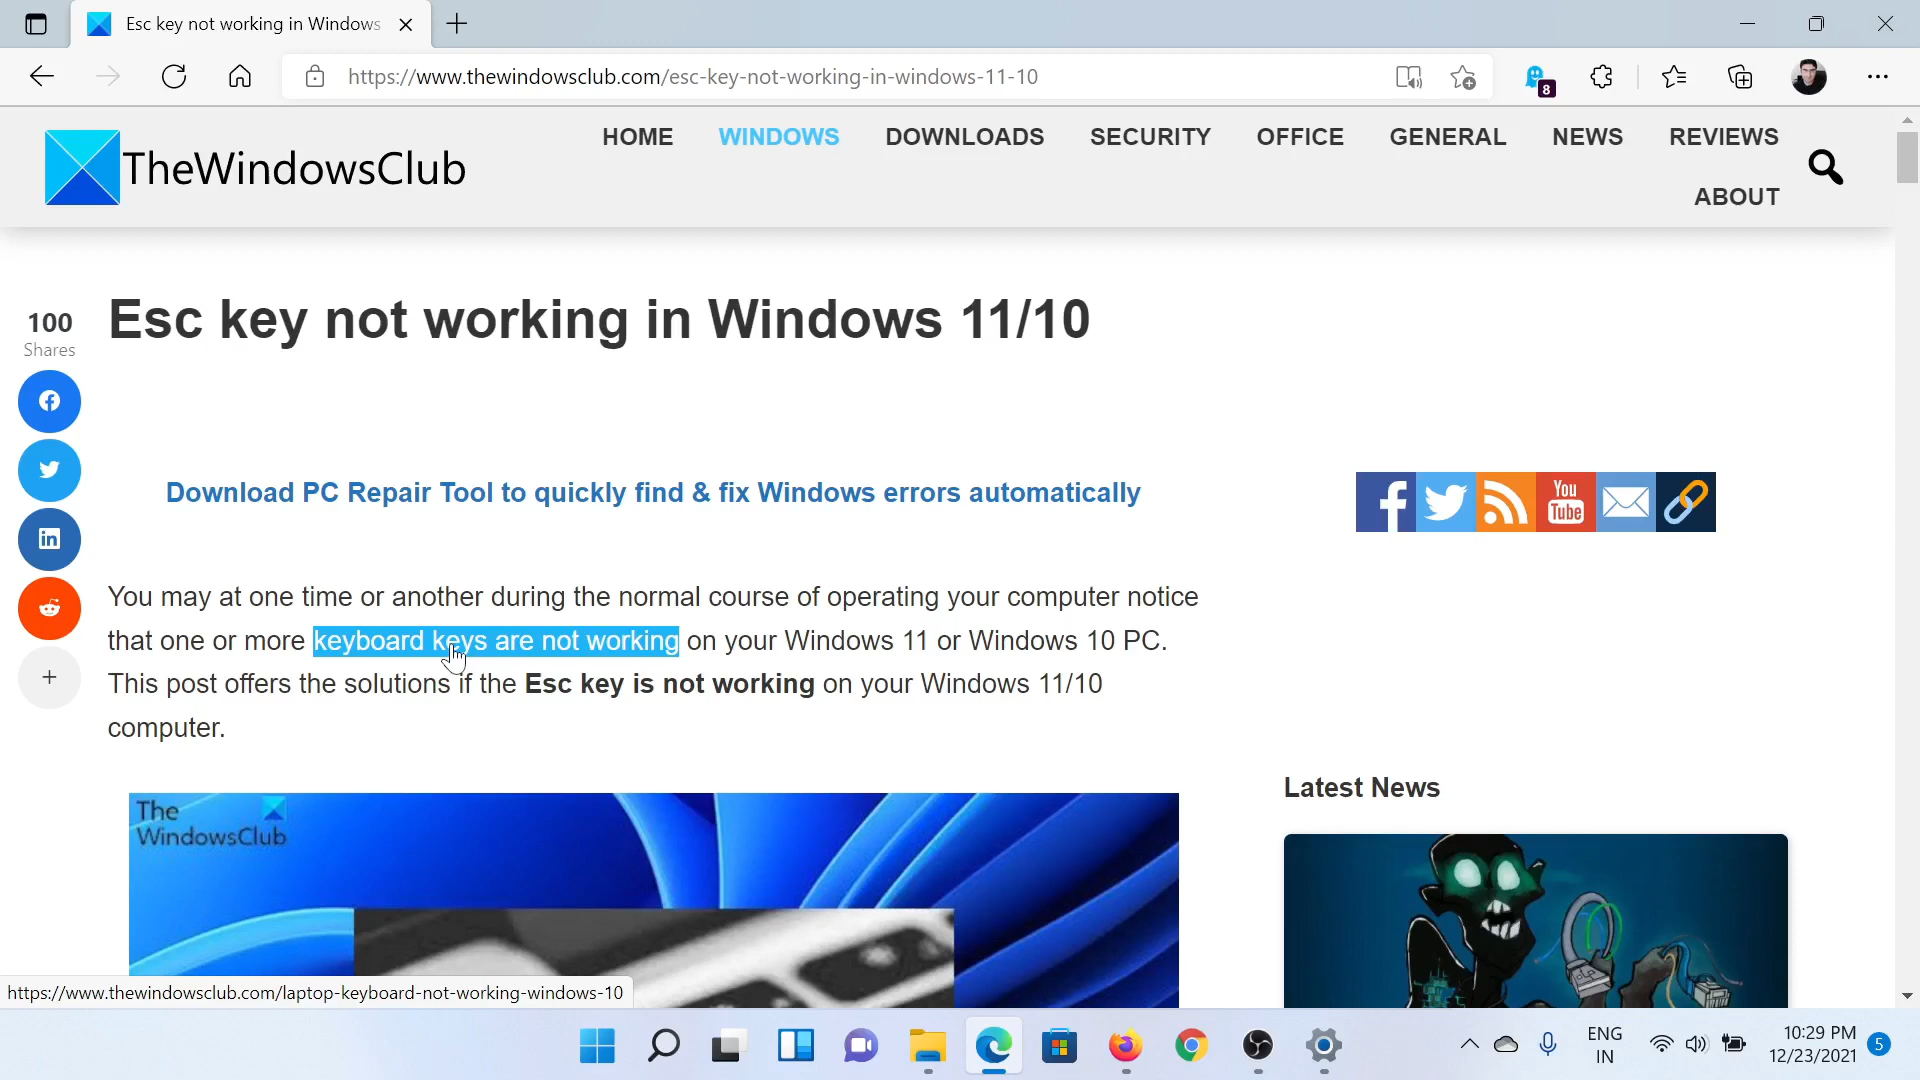 Esc key not working in Windows
https://www.thewindowsclub.com/esc-key-not-working-in-windows-11-10
8
TheWindowsClub
HOME WINDOWS DOWNLOADS SECURITY OFFICE GENERAL NEWS REVIEWS
ABOUT
Esc key not working in Windows 11/10
100
Shares
Download PC Repair Tool to quickly find & fix Windows errors automatically
You
Tube
You may at one time or another during the normal course of operating your computer notice
that one or more keyboard keys are not working on your Windows 11 or Windows 10 PC.
This post offers the solutions if the Esc key is not working on your Windows 11/10
computer.
Latest News
The
WindowsClub
https://www.thewindowsclub.com/laptop-keyboard-not-working-windows-10
ENG
IN
10:29 PM
12/23/2021
5